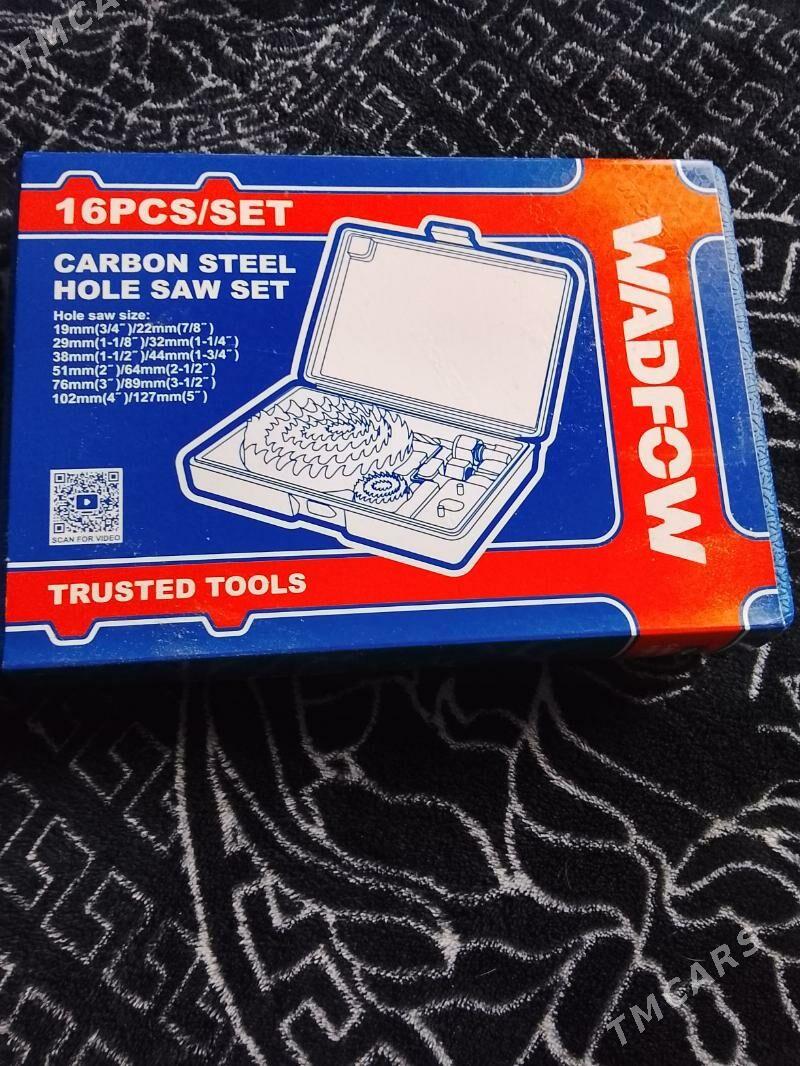 TMCARS
16PCS/SET
CARBON STEEL
HOLE SAW SET
Hole saw size:
19mm(3/4˝)/22mm(7/8˝)
29mm(1-1/8˝)/32mm(1-1/4˝)
38mm(1-1/2˝)/44mm(1-3/4˝)
51mm(2˝)/64mm(2-1/2˝)
76mm(3˝)/89mm(3-1/2˝)
102mm(4˝)/127mm(5˝)
SCAN FOR VIDEO
TRUSTED TOOLS
WADFOW
TMCARS